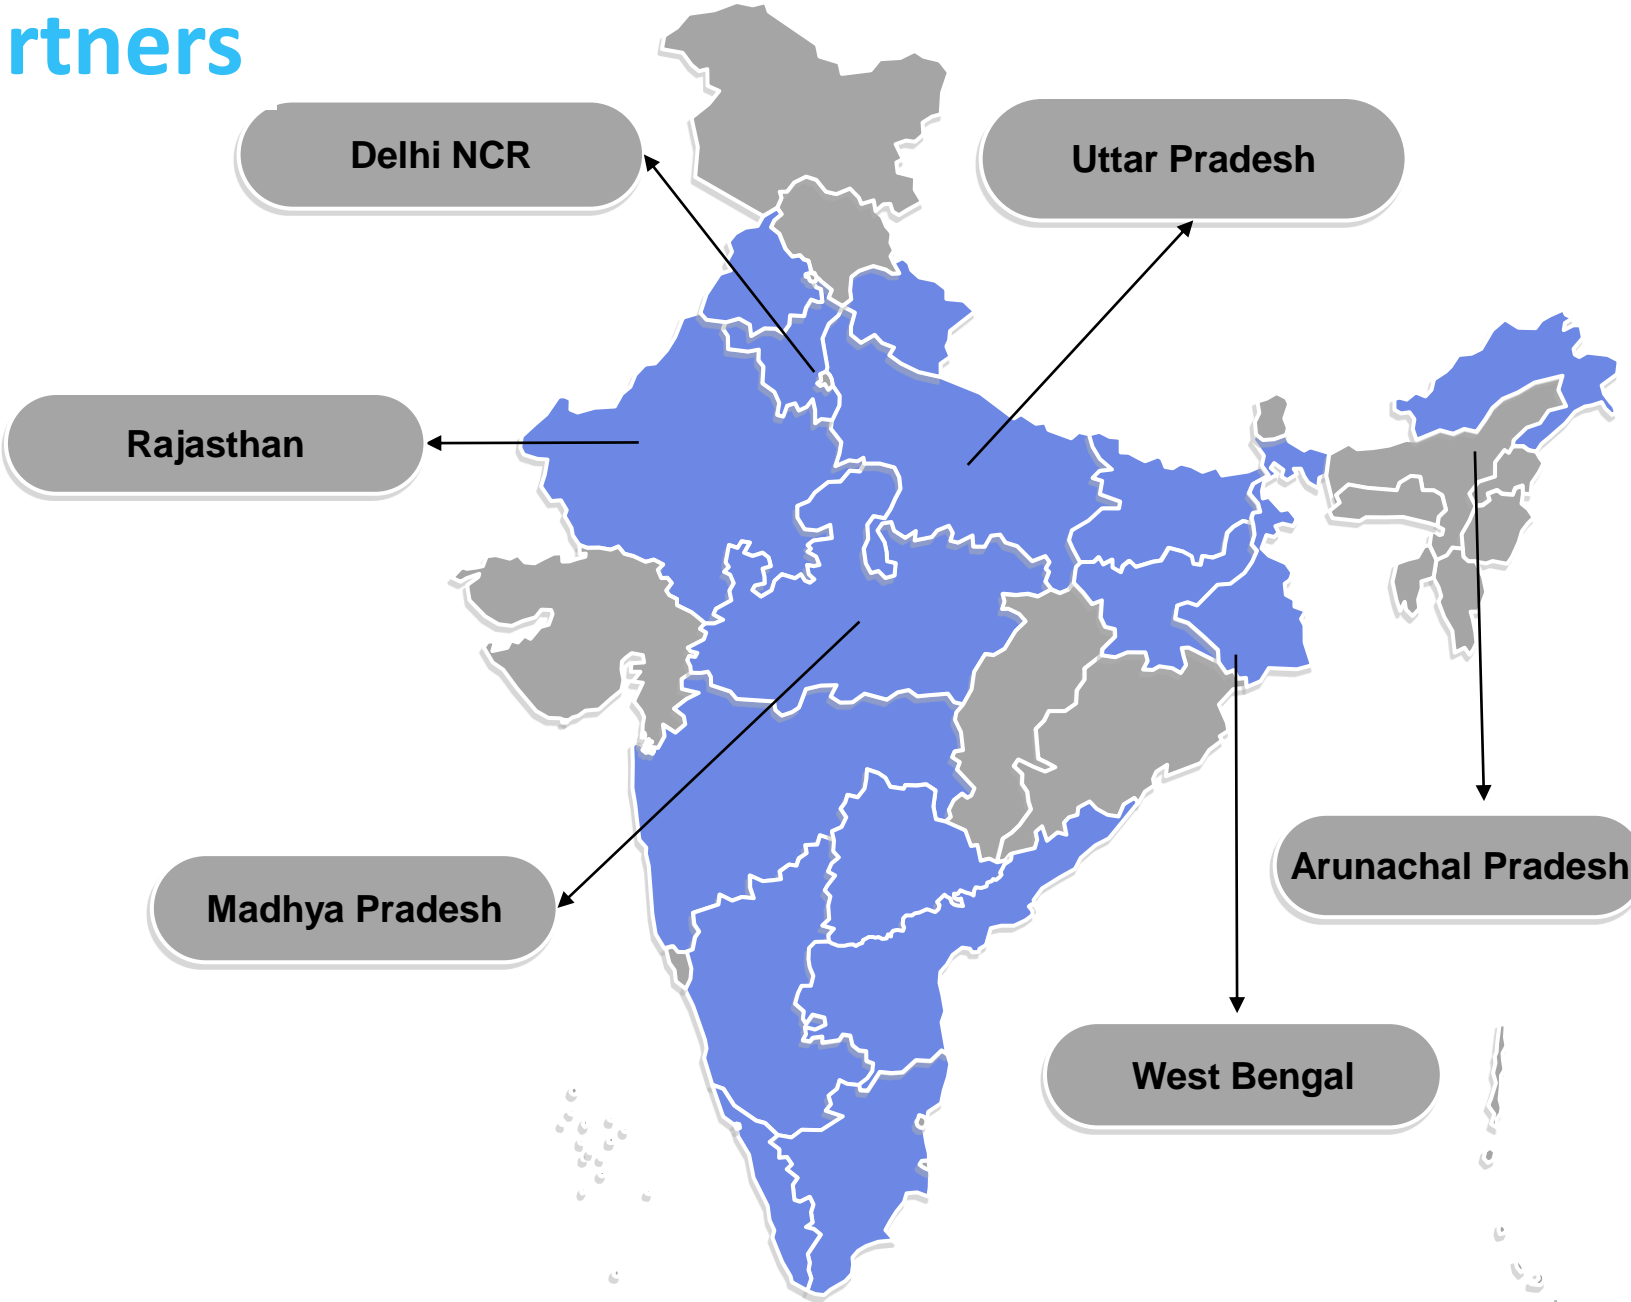 rtners
Delhi NCR
Uttar Pradesh
Rajasthan
Arunachal Pradesh
Madhya Pradesh
West Bengal